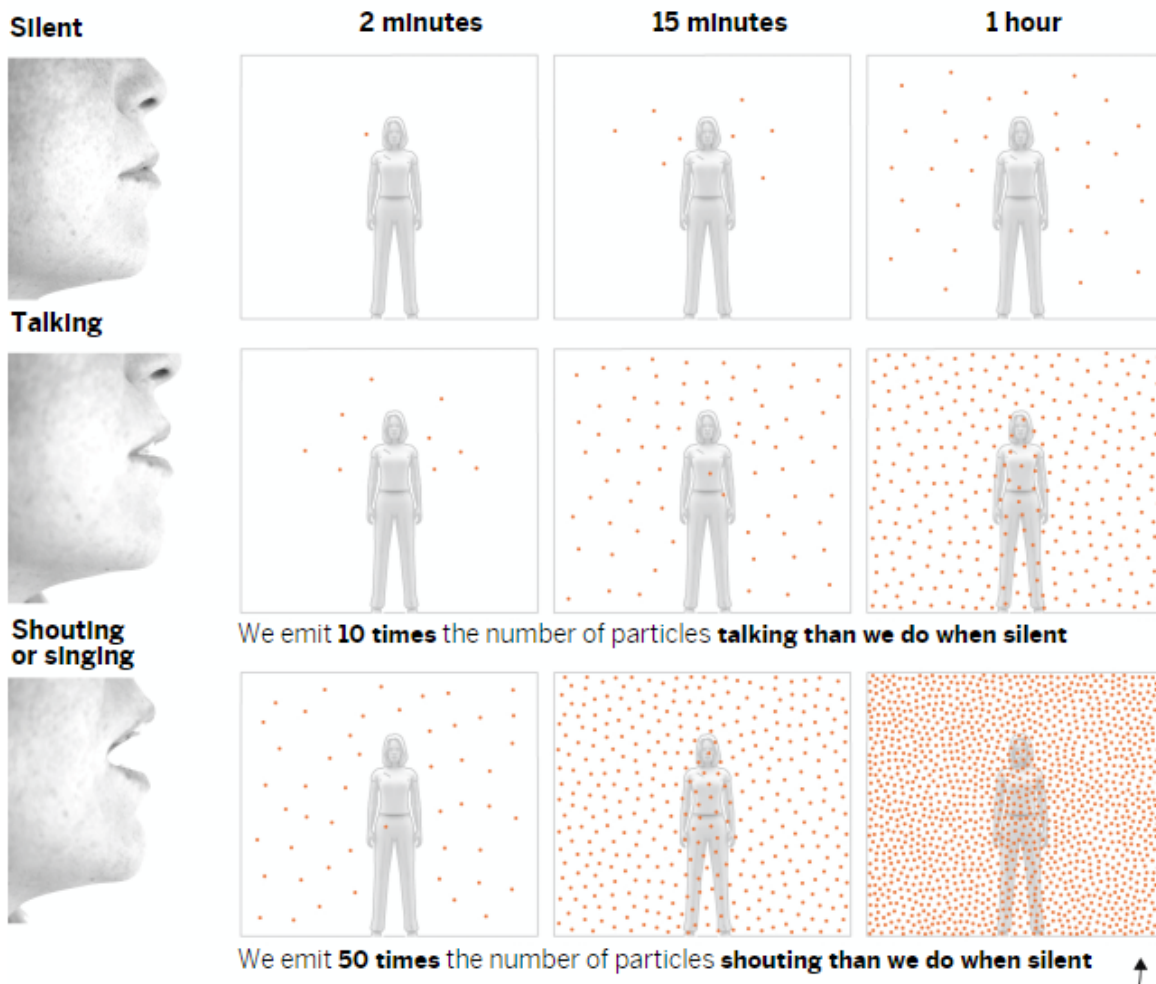 Silent
2 minutes
15 minutes
1 hour
Talking
We emit 10 times the number of particles talking than we do when silent
Shouting
or singing
We emit 50 times the number of particles shouting than we do when silent